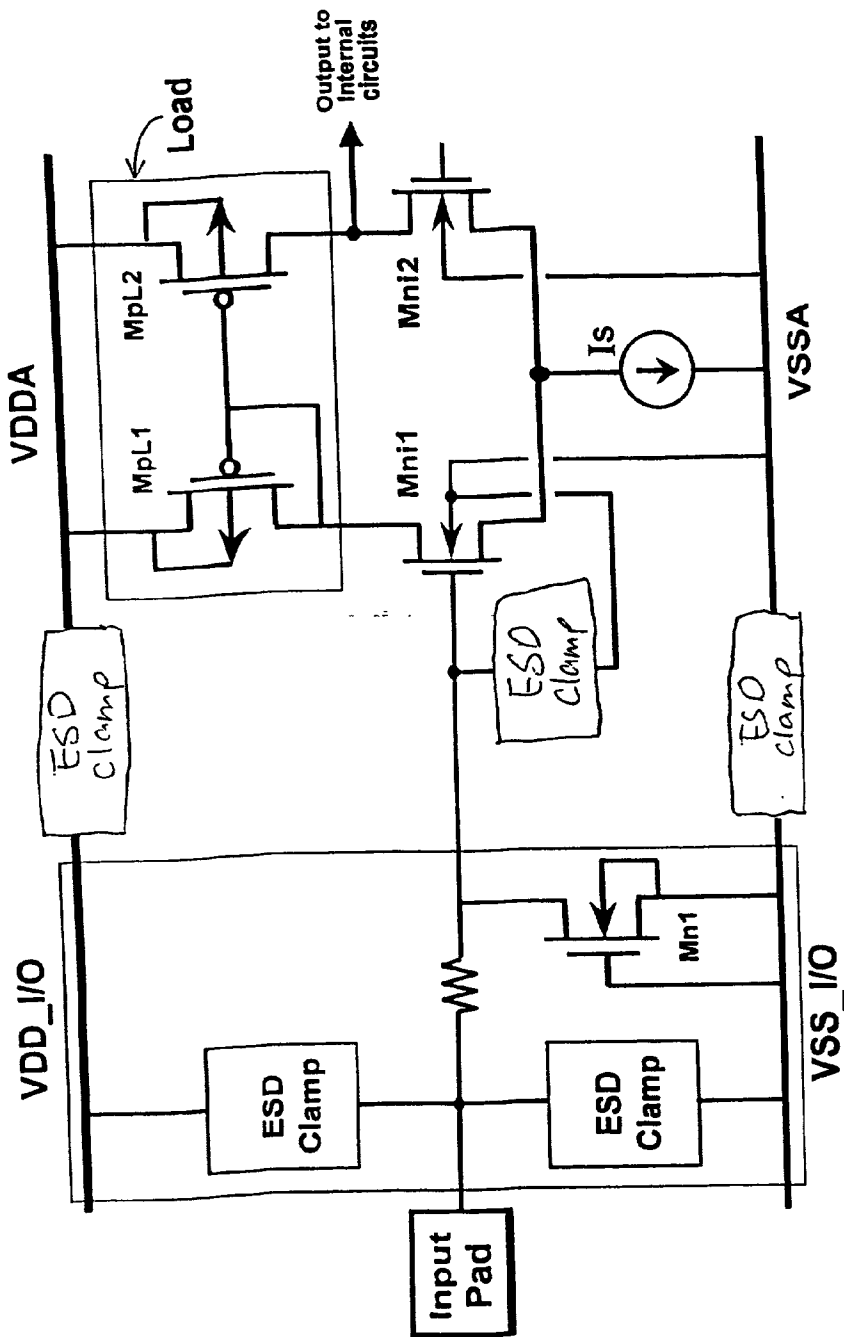 VDD_I/O
VDDA
ESD
Clamp
Load
MpL1
MpL2
Output to
Internal
circuits
ESD
Clamp
Input
Pad
Mni1
Mni2
ESD
Clamp
ESD
Clamp
Mn1
Is
ESD
Clamp
VSS_I/O
VSSA